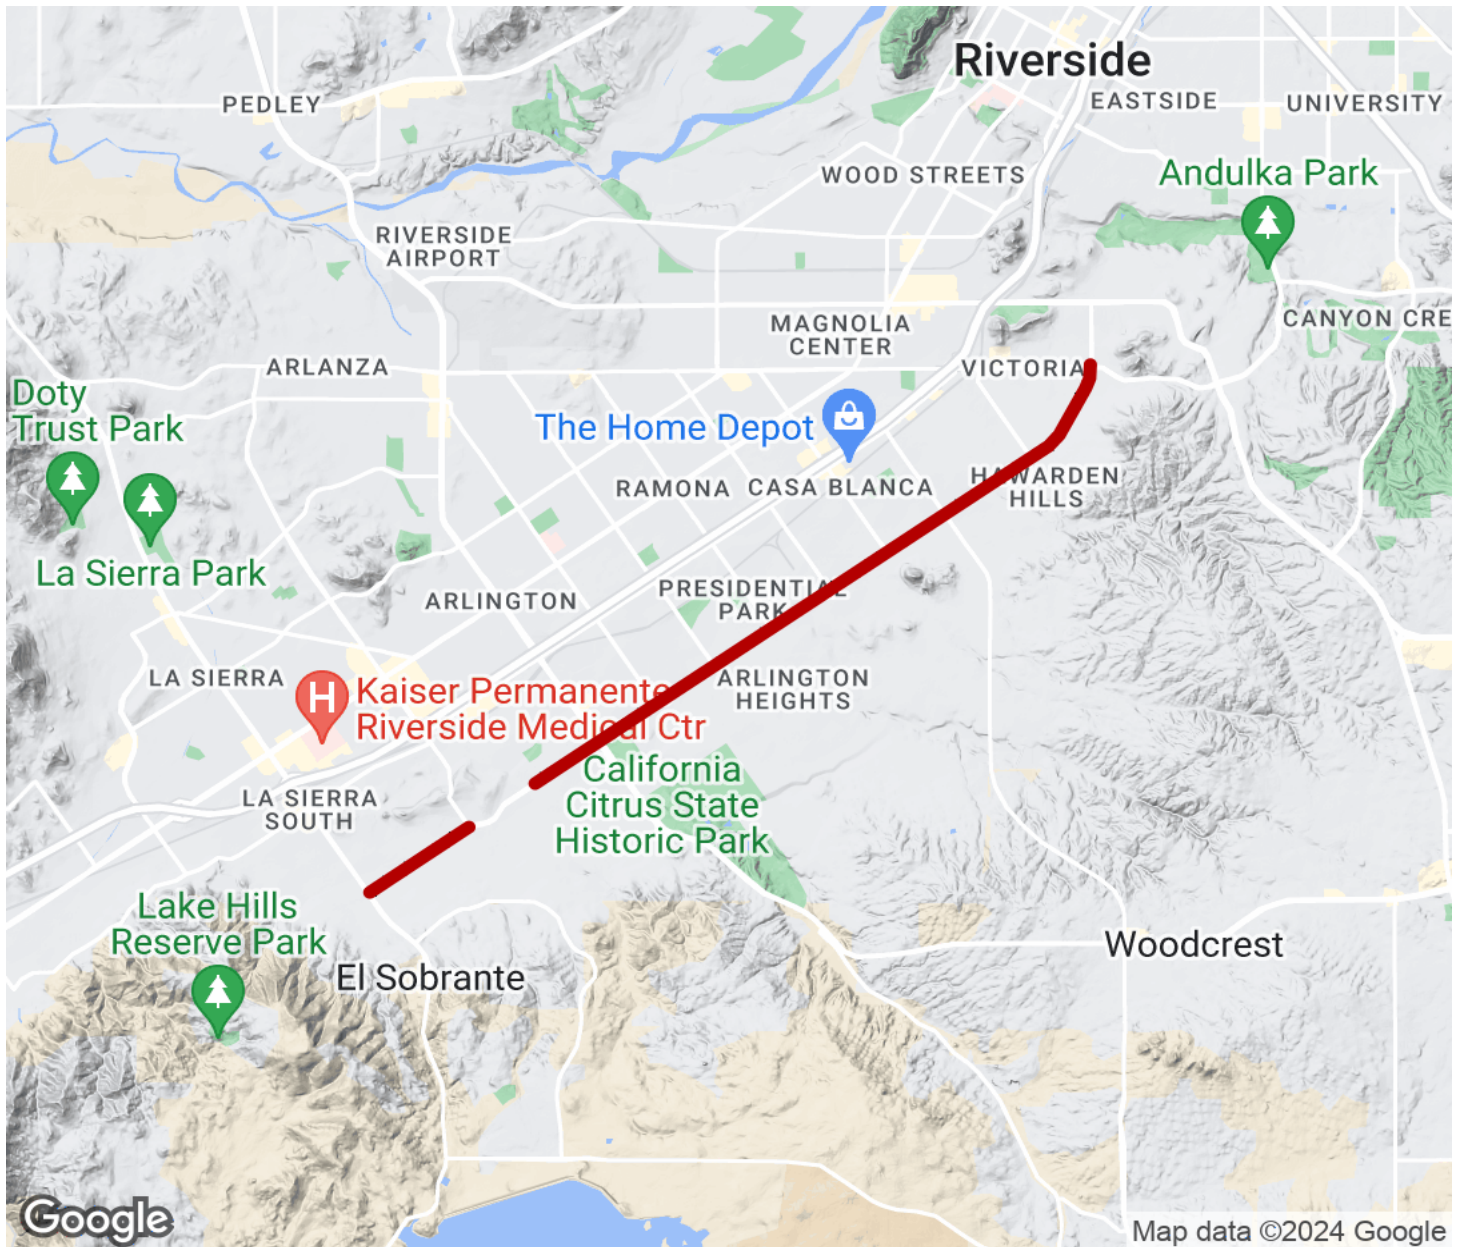 Riverside
PEDLEY
EASTSIDE
UNIVERSITY
WOOD STREETS
Andulka Park
RIVERSIDE
AIRPORT
MAGNOLIA
CENTER
CANYON CRE
ARLANZA
VICTORIA
Doty
Trust Park
The Home Depot
RAMONA
CASA BLANCA
HAWARDEN
HILLS
La Sierra Park
ARLINGTON
PRESIDENTIAL
PARK
LA SIERRA
H
Kaiser Permanente
Riverside Medical Ctr
ARLINGTON
HEIGHTS
California
Citrus State
Historic Park
LA SIERRA
SOUTH
Lake Hills
Reserve Park
El Sobrante
Woodcrest
Google
Map data ©2024 Google